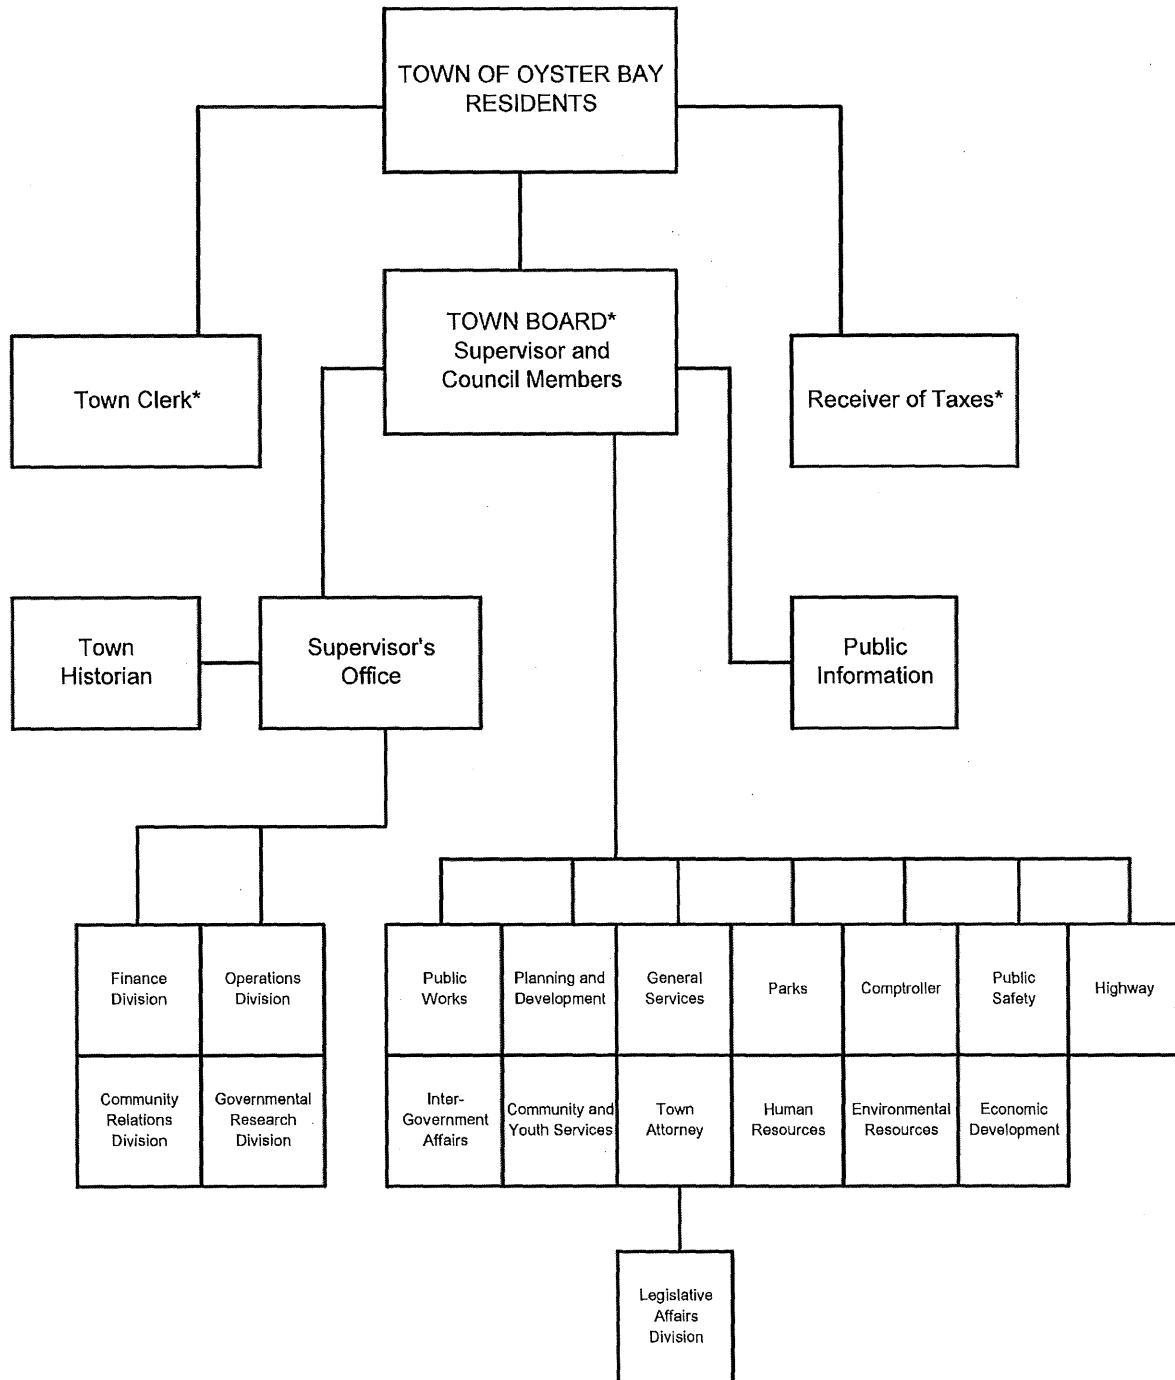 TOWN OF OYSTER BAY
RESIDENTS
TOWN BOARD*
Supervisor and
Council Members
Town Clerk*
Receiver of Taxes*
Town
Historian
Supervisor's
Office
Public
Information
Finance
Division
Operations
Division
Public
Works
Planning and
Development
General
Services
Parks
Comptroller
Public
Safety
Highway
Community
Relations
Division
Governmental
Research
Division
Inter-
Government
Affairs
Community and
Youth Services
Town
Attorney
Human
Resources
Environmental
Resources
Economic
Development
Legislative
Affairs
Division